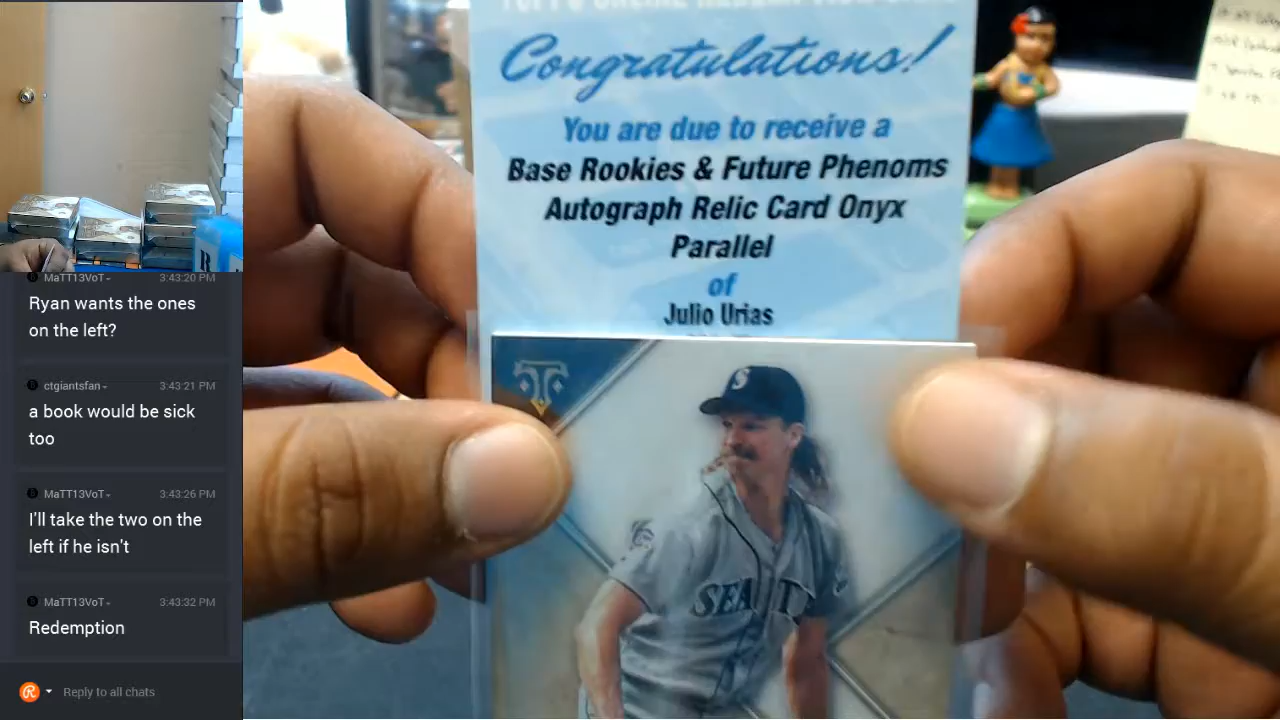 MaTT13VoT
3:43:20 PM
Ryan wants the ones
on the left?
ctgiantsfan
3:43:21 PM
a book would be sick
too
MaTT13VoT
3:43:26 PM
I'll take the two on the
left if he isn't
MaTT13VoT
3:43:32 PM
Redemption
Reply to all chats
Congratulations!
You are due to receive a
Base Rookies & Future Phenoms
Autograph Relic Card Onyx
Parallel
of
Julio Urias
S
SEATT